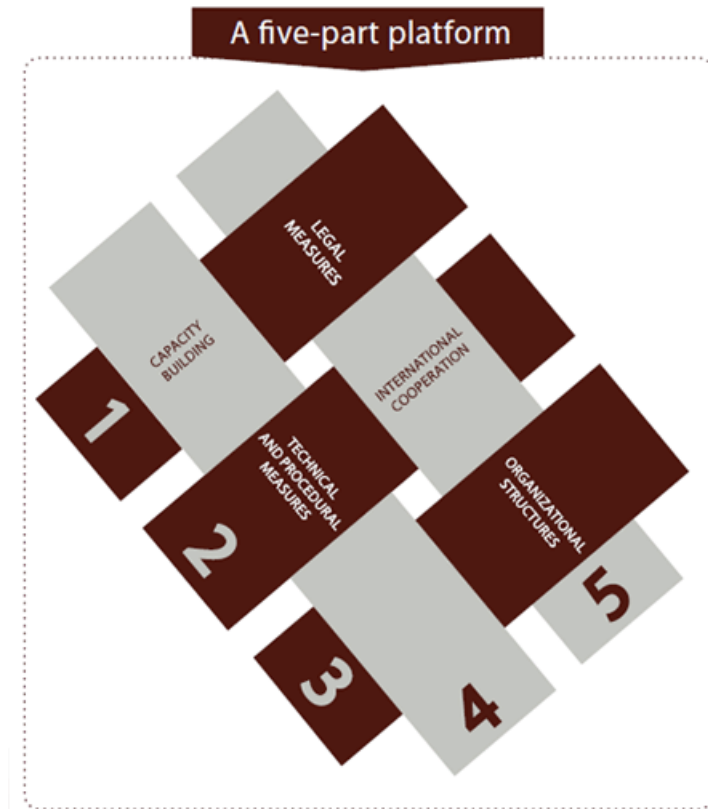 A five-part platform
LEGAL
MEASURES
CAPACITY
BUILDING
INTERNATIONAL
COOPERATION
1
TECHNICAL
AND PROCEDURAL
MEASURES
2
ORGANIZATIONAL
STRUCTURES
3
4
5